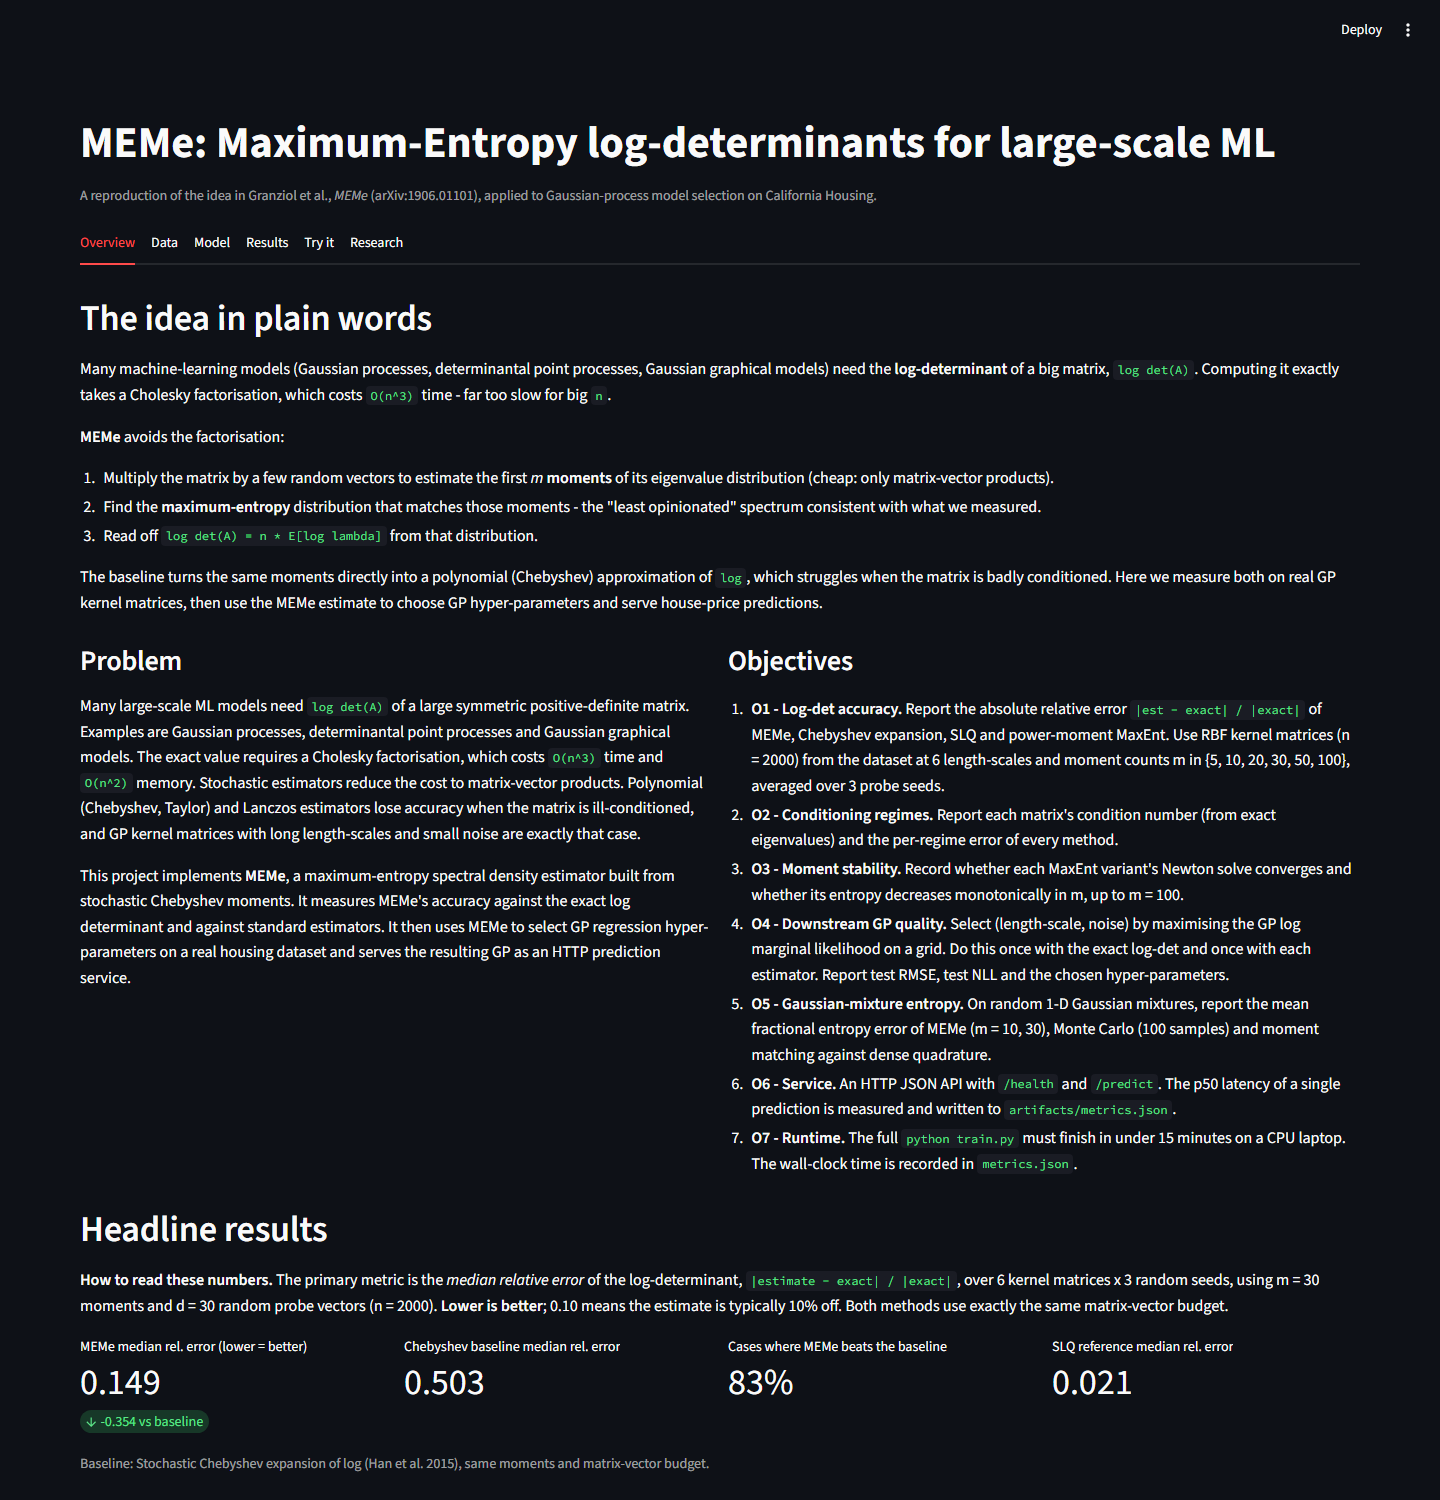 Deploy
MEMe: Maximum-Entropy log-determinants for large-scale ML
A reproduction of the idea in Granziol et al., MEMe (arXiv:1906.01101), applied to Gaussian-process model selection on California Housing.
Overview Data Model Results Try it Research
The idea in plain words
Many machine-learning models (Gaussian processes, determinantal point processes, Gaussian graphical models) need the log-determinant of a big matrix, log det(A). Computing it exactly
takes a Cholesky factorisation, which costs O(n^3) time - far too slow for big n.
MEMe avoids the factorisation:
1. Multiply the matrix by a few random vectors to estimate the first m moments of its eigenvalue distribution (cheap: only matrix-vector products).
2. Find the maximum-entropy distribution that matches those moments - the "least opinionated" spectrum consistent with what we measured.
3. Read off log det(A) = n * E[log lambda] from that distribution.
The baseline turns the same moments directly into a polynomial (Chebyshev) approximation of log, which struggles when the matrix is badly conditioned. Here we measure both on real GP
kernel matrices, then use the MEMe estimate to choose GP hyper-parameters and serve house-price predictions.
Problem
Many large-scale ML models need log det(A) of a large symmetric positive-definite matrix.
Examples are Gaussian processes, determinantal point processes and Gaussian graphical
models. The exact value requires a Cholesky factorisation, which costs O(n^3) time and
O(n^2) memory. Stochastic estimators reduce the cost to matrix-vector products. Polynomial
(Chebyshev, Taylor) and Lanczos estimators lose accuracy when the matrix is ill-conditioned,
and GP kernel matrices with long length-scales and small noise are exactly that case.
This project implements MEMe, a maximum-entropy spectral density estimator built from
stochastic Chebyshev moments. It measures MEMe's accuracy against the exact log
determinant and against standard estimators. It then uses MEMe to select GP regression hyper-
parameters on a real housing dataset and serves the resulting GP as an HTTP prediction
service.
Objectives
1. O1 - Log-det accuracy. Report the absolute relative error |est - exact| / |exact| of
MEMe, Chebyshev expansion, SLQ and power-moment MaxEnt. Use RBF kernel matrices (n
= 2000) from the dataset at 6 length-scales and moment counts m in {5, 10, 20, 30, 50, 100},
averaged over 3 probe seeds.
2. O2 - Conditioning regimes. Report each matrix's condition number (from exact
eigenvalues) and the per-regime error of every method.
3. O3 - Moment stability. Record whether each MaxEnt variant's Newton solve converges and
whether its entropy decreases monotonically in m, up to m = 100.
4. O4 - Downstream GP quality. Select (length-scale, noise) by maximising the GP log
marginal likelihood on a grid. Do this once with the exact log-det and once with each
estimator. Report test RMSE, test NLL and the chosen hyper-parameters.
5. O5 - Gaussian-mixture entropy. On random 1-D Gaussian mixtures, report the mean
fractional entropy error of MEMe (m = 10, 30), Monte Carlo (100 samples) and moment
matching against dense quadrature.
6. O6 - Service. An HTTP JSON API with /health and /predict. The p50 latency of a single
prediction is measured and written to artifacts/metrics.json.
7. O7 - Runtime. The full python train.py must finish in under 15 minutes on a CPU laptop.
The wall-clock time is recorded in metrics.json.
Headline results
How to read these numbers. The primary metric is the median relative error of the log-determinant, |estimate - exact| / |exact|, over 6 kernel matrices x 3 random seeds, using m = 30
moments and d = 30 random probe vectors (n = 2000). Lower is better; 0.10 means the estimate is typically 10% off. Both methods use exactly the same matrix-vector budget.
MEMe median rel. error (lower = better)
0.149
↓ -0.354 vs baseline
Chebyshev baseline median rel. error
0.503
Cases where MEMe beats the baseline
83%
SLQ reference median rel. error
0.021
Baseline: Stochastic Chebyshev expansion of log (Han et al. 2015), same moments and matrix-vector budget.